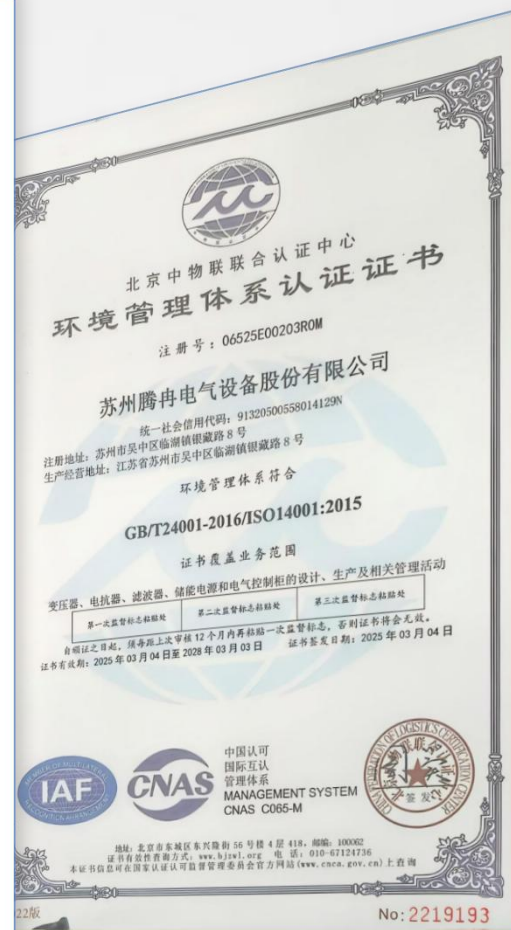 北京中物联联合认证中心
环境管理体系认证证书
注册号：06525E00203R0M
苏州腾冉电气设备股份有限公司
统一社会信用代码：91320500558014129N
注册地址：苏州市吴中区临湖镇银藏路8号
生产经营地址：江苏省苏州市吴中区临湖镇银藏路8号
环境管理体系符合
GB/T24001-2016/ISO14001:2015
证书覆盖业务范围
变压器、电抗器、滤波器、储能电源和电气控制柜的设计、生产及相关管理活动
第一次监督标志粘贴处 第二次监督标志粘贴处 第三次监督标志粘贴处
自颁证之日起，须每距上次审核12个月内再粘贴一次监督标志，否则证书将会无效。
证书有效期：2025年03月04日至2028年03月03日 证书签发日期：2025年03月04日
IAF
CNAS
中国认可
国际互认
管理体系
MANAGEMENT SYSTEM
CNAS C065-M
签发
地址：北京市东城区东兴隆街56号楼4层418，邮编：100062
证书有效性查询方式：www.bjzwl.org 电话：010-67124736
本证书信息可在国家认证认可监督管理委员会官方网站(www.cnca.gov.cn)上查询
22版
No:2219193